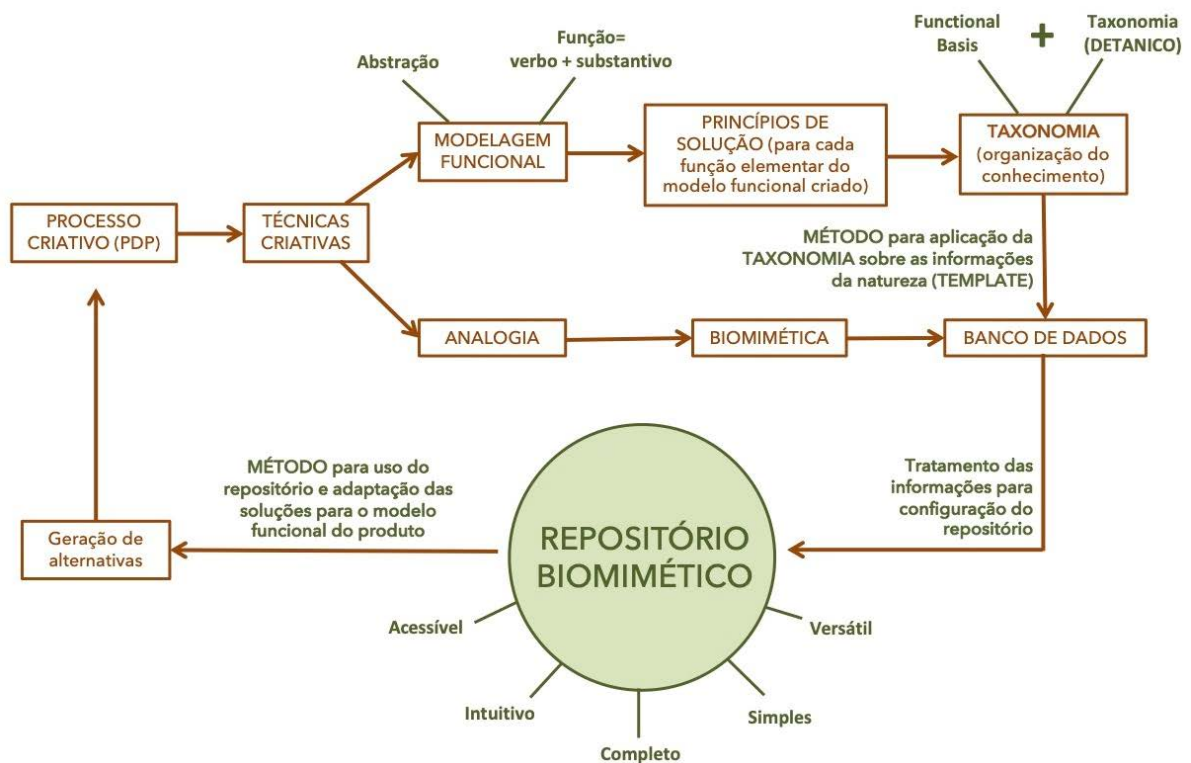 Functional
Basis
+
Taxonomia
(DETANICO)
Abstração
Função=
verbo + substantivo
MODELAGEM
FUNCIONAL
PRINCÍPIOS DE
SOLUÇÃO (para cada
função elementar do
modelo funcional criado)
TAXONOMIA
(organização do
conhecimento)
PROCESSO
CRIATIVO (PDP)
TÉCNICAS
CRIATIVAS
MÉTODO para aplicação da
TAXONOMIA sobre as informações
da natureza (TEMPLATE)
ANALOGIA
BIOMIMÉTICA
BANCO DE DADOS
MÉTODO para uso do
repositório e adaptação das
soluções para o modelo
funcional do produto
Tratamento das
informações para
configuração do
repositório
Geração de
alternativas
REPOSITÓRIO
BIOMIMÉTICO
Acessível
Intuitivo
Completo
Simples
Versátil